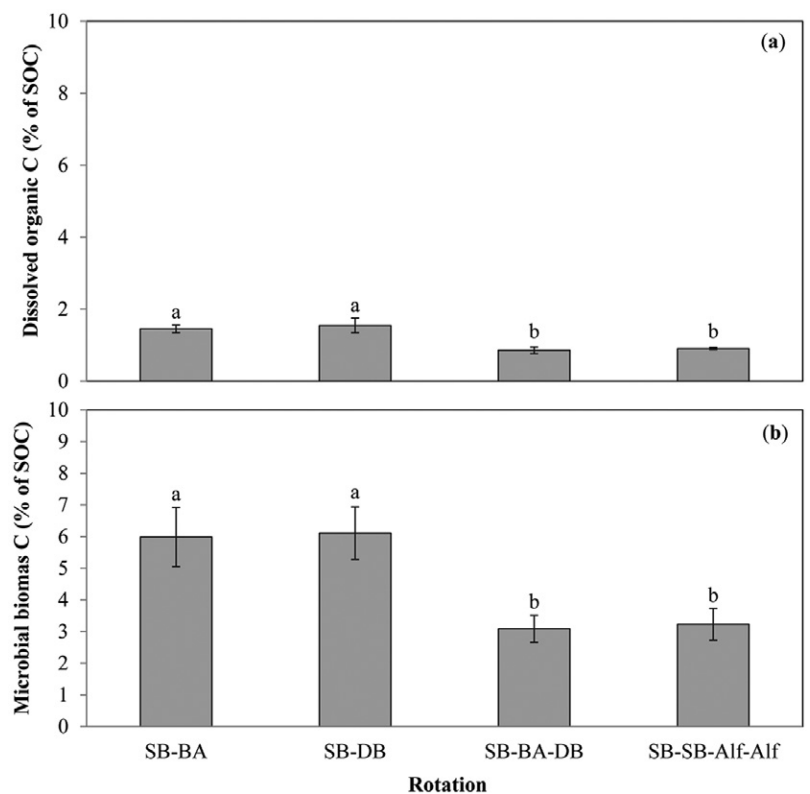 Dissolved organic C (% of SOC)
10
8
6
4
2
0
(a)
a
a
b
b
Microbial biomas C (% of SOC)
10
9
8
7
6
5
4
3
2
1
0
(b)
a
a
b
b
SB-BA
SB-DB
SB-BA-DB
SB-SB-Alf-Alf
Rotation